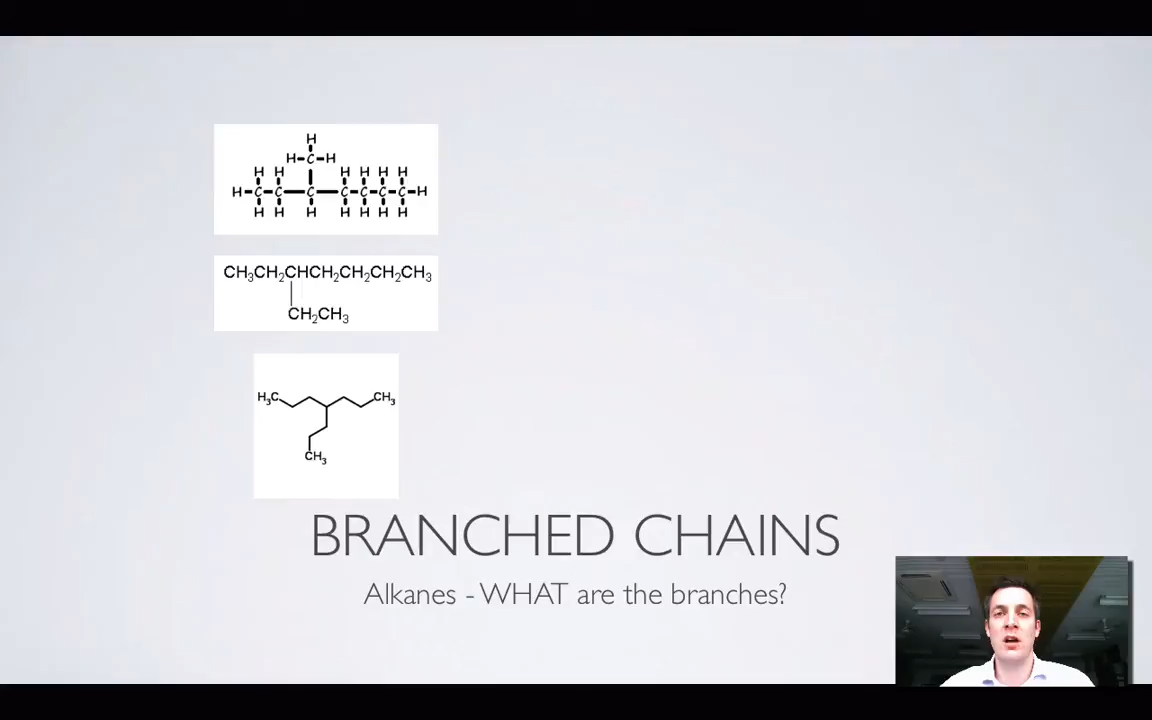 H
H-C-H
H H H H H H
H-C-C-C-C-C-C-C-H
H H H H H H H
CH₃CH₂CHCH₂CH₂CH₂CH₃
CH₂CH₃
H₃C CH₃
CH₃
BRANCHED CHAINS
Alkanes - WHAT are the branches?